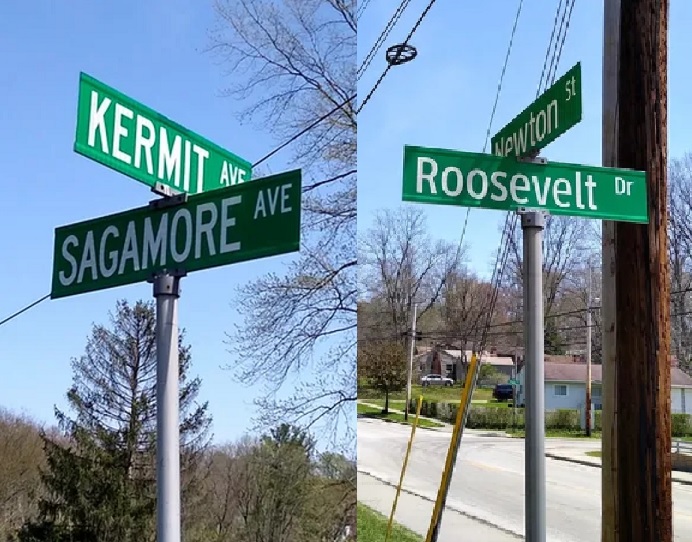 KERMIT AVE
SAGAMORE AVE
Newton St
Roosevelt Dr